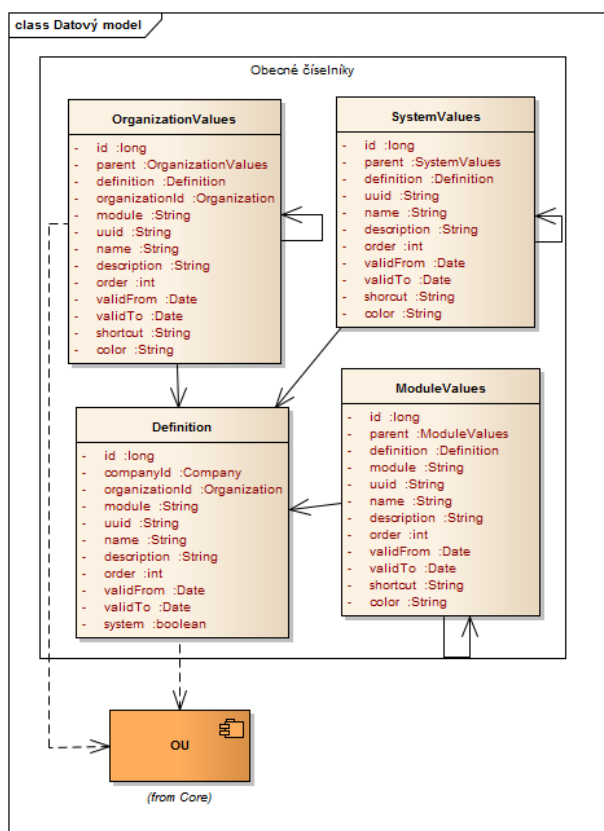 class Datový model
Obecné číselníky
OrganizationValues
- id :long
- parent :OrganizationValues
- definition :Definition
- organizationId :Organization
- module :String
- uuid :String
- name :String
- description :String
- order :int
- validFrom :Date
- validTo :Date
- shortcut :String
- color :String
SystemValues
- id :long
- parent :SystemValues
- definition :Definition
- uuid :String
- name :String
- description :String
- order :int
- validFrom :Date
- validTo :Date
- shorcut :String
- color :String
Definition
- id :long
- companyId :Company
- organizationId :Organization
- module :String
- uuid :String
- name :String
- description :String
- order :int
- validFrom :Date
- validTo :Date
- system :boolean
ModuleValues
- id :long
- parent :ModuleValues
- definition :Definition
- module :String
- uuid :String
- name :String
- description :String
- order :int
- validFrom :Date
- validTo :Date
- shortcut :String
- color :String
OU
(from Core)